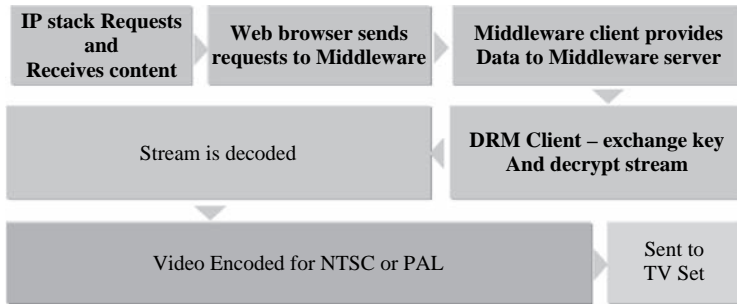 IP stack Requests
and
Receives content
Web browser sends
requests to Middleware
Middleware client provides
Data to Middleware server
DRM Client – exchange key
And decrypt stream
Stream is decoded
Video Encoded for NTSC or PAL
Sent to
TV Set